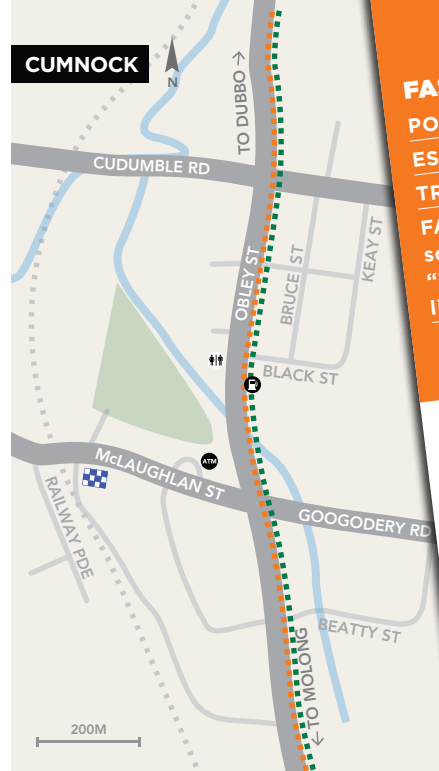 CUMNOCK
N
TO DUBBO →
CUDUMBLE RD
OBLEY ST
BRUCE ST
KEAY ST
BLACK ST
ATM
McLAUGHLAN ST
RAILWAY PDE
GOOGODERY RD
BEATTY ST
← TO MOLONG
200M
FA
PO
ES
TR
FA